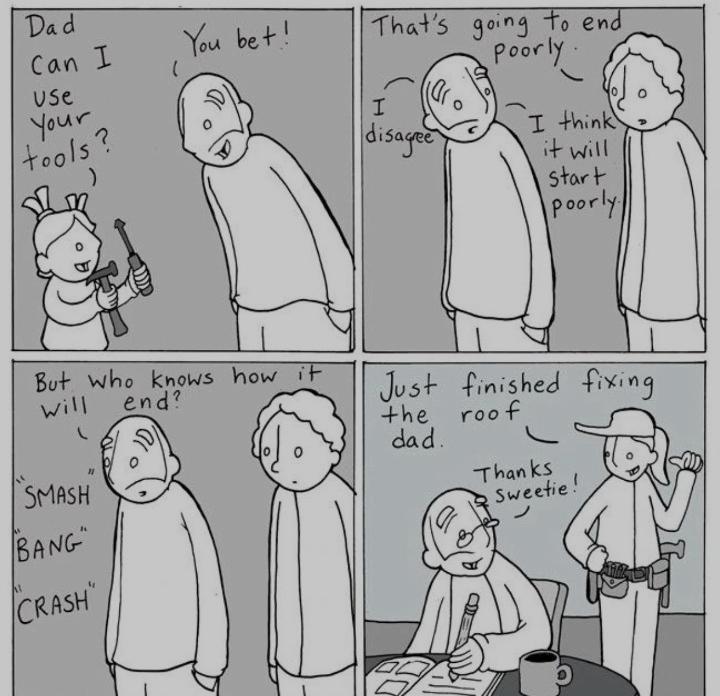 Dad
can I
use
your
tools?
You bet!
That's going to end
poorly.
I
disagree
I think
it will
start
poorly
But who knows how it
will end?
"SMASH"
"BANG"
"CRASH"
Just finished fixing
the roof
dad.
Thanks
sweetie!